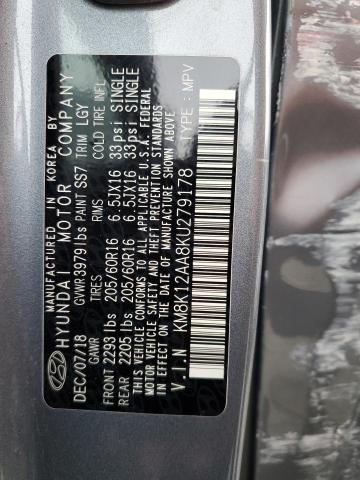 MANUFACTURED IN KOREA BY
HYUNDAI MOTOR COMPANY
DEC/07/18 GVWR3979 lbs PAINT SS7 TRIM LGY
GAWR TIRES RIMS COLD TIRE INF
FRONT 2293 lbs 205/60R16 6.5JX16 33psi SINGLE
REAR 2205 lbs 205/60R16 6.5JX16 33psi SINGLE
THIS VEHICLE CONFORMS TO ALL APPLICABLE U.S.A. FEDERAL
MOTOR VEHICLE SAFETY, BUMPER, AND THEFT PREVENTION STANDARDS
IN EFFECT ON THE DATE OF MANUFACTURE SHOWN ABOVE.
V.I.N KM8K12AA8KU279178 TYPE: MPV